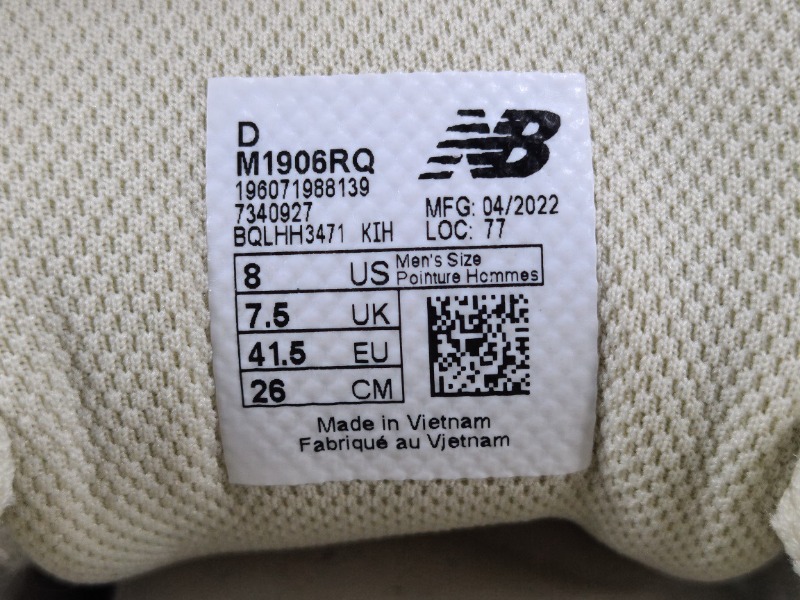 D
M1906RQ
196071988139
7340927
BQLHH3471 KIH
NB
MFG: 04/2022
LOC: 77
8 US Men's Size
Pointure Hommes
7.5 UK
41.5 EU
26 CM
Made in Vietnam
Fabriqué au Vietnam